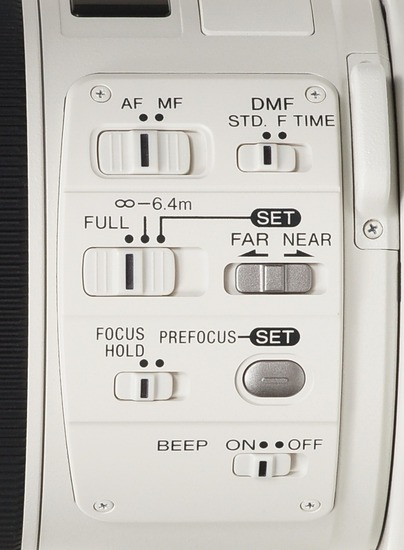 AF MF
DMF
STD. F TIME
∞–6.4m
FULL
SET
FAR NEAR
FOCUS
HOLD
PREFOCUS
SET
BEEP ON OFF